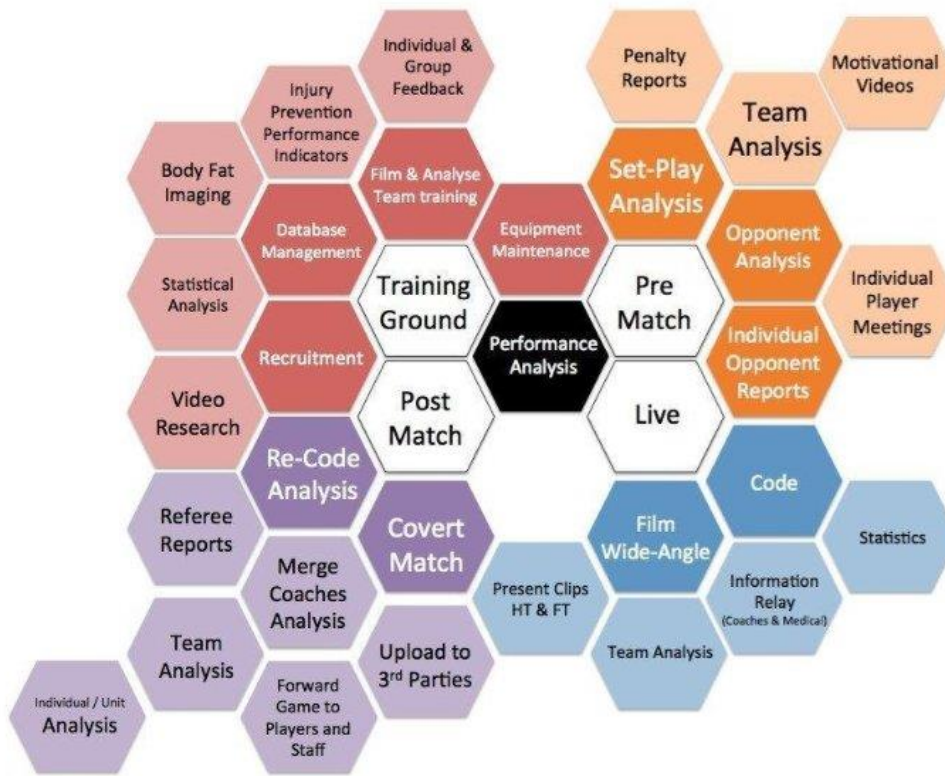 Individual &
Group
Feedback
Penalty
Reports
Motivational
Videos
Injury
Prevention
Performance
Indicators
Team
Analysis
Body Fat
Imaging
Film & Analyse
Team training
Set-Play
Analysis
Database
Management
Equipment
Maintenance
Opponent
Analysis
Statistical
Analysis
Training
Ground
Pre
Match
Individual
Player
Meetings
Recruitment
Performance
Analysis
Individual
Opponent
Reports
Video
Research
Post
Match
Live
Re-Code
Analysis
Code
Referee
Reports
Covert
Match
Film
Wide-Angle
Statistics
Merge
Coaches
Analysis
Present Clips
HT & FT
Information
Relay
(Coaches & Medical)
Team
Analysis
Upload to
3rd Parties
Team Analysis
Individual / Unit
Analysis
Forward
Game to
Players and
Staff